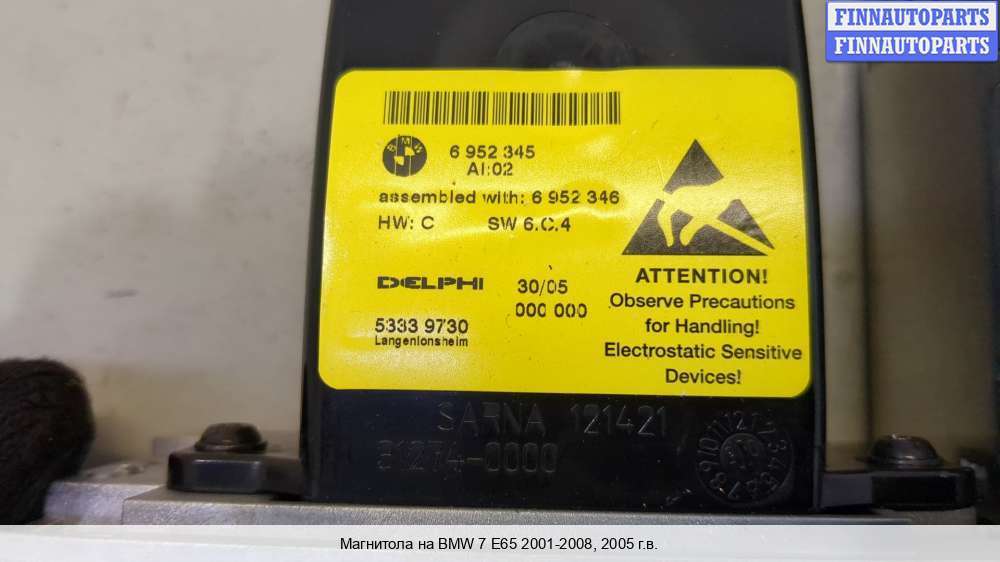 FINNAUTOPARTS
FINNAUTOPARTS
BMW
6 952 345
AI:02
assembled with: 6 952 346
HW: C SW 6.C.4
DELPHI 30/05
000 000
5333 9730
Langenlonsheim
ATTENTION!
Observe Precautions
for Handling!
Electrostatic Sensitive
Devices!
SARNA 121421
81274-0000
Магнитола на BMW 7 E65 2001-2008, 2005 г.в.